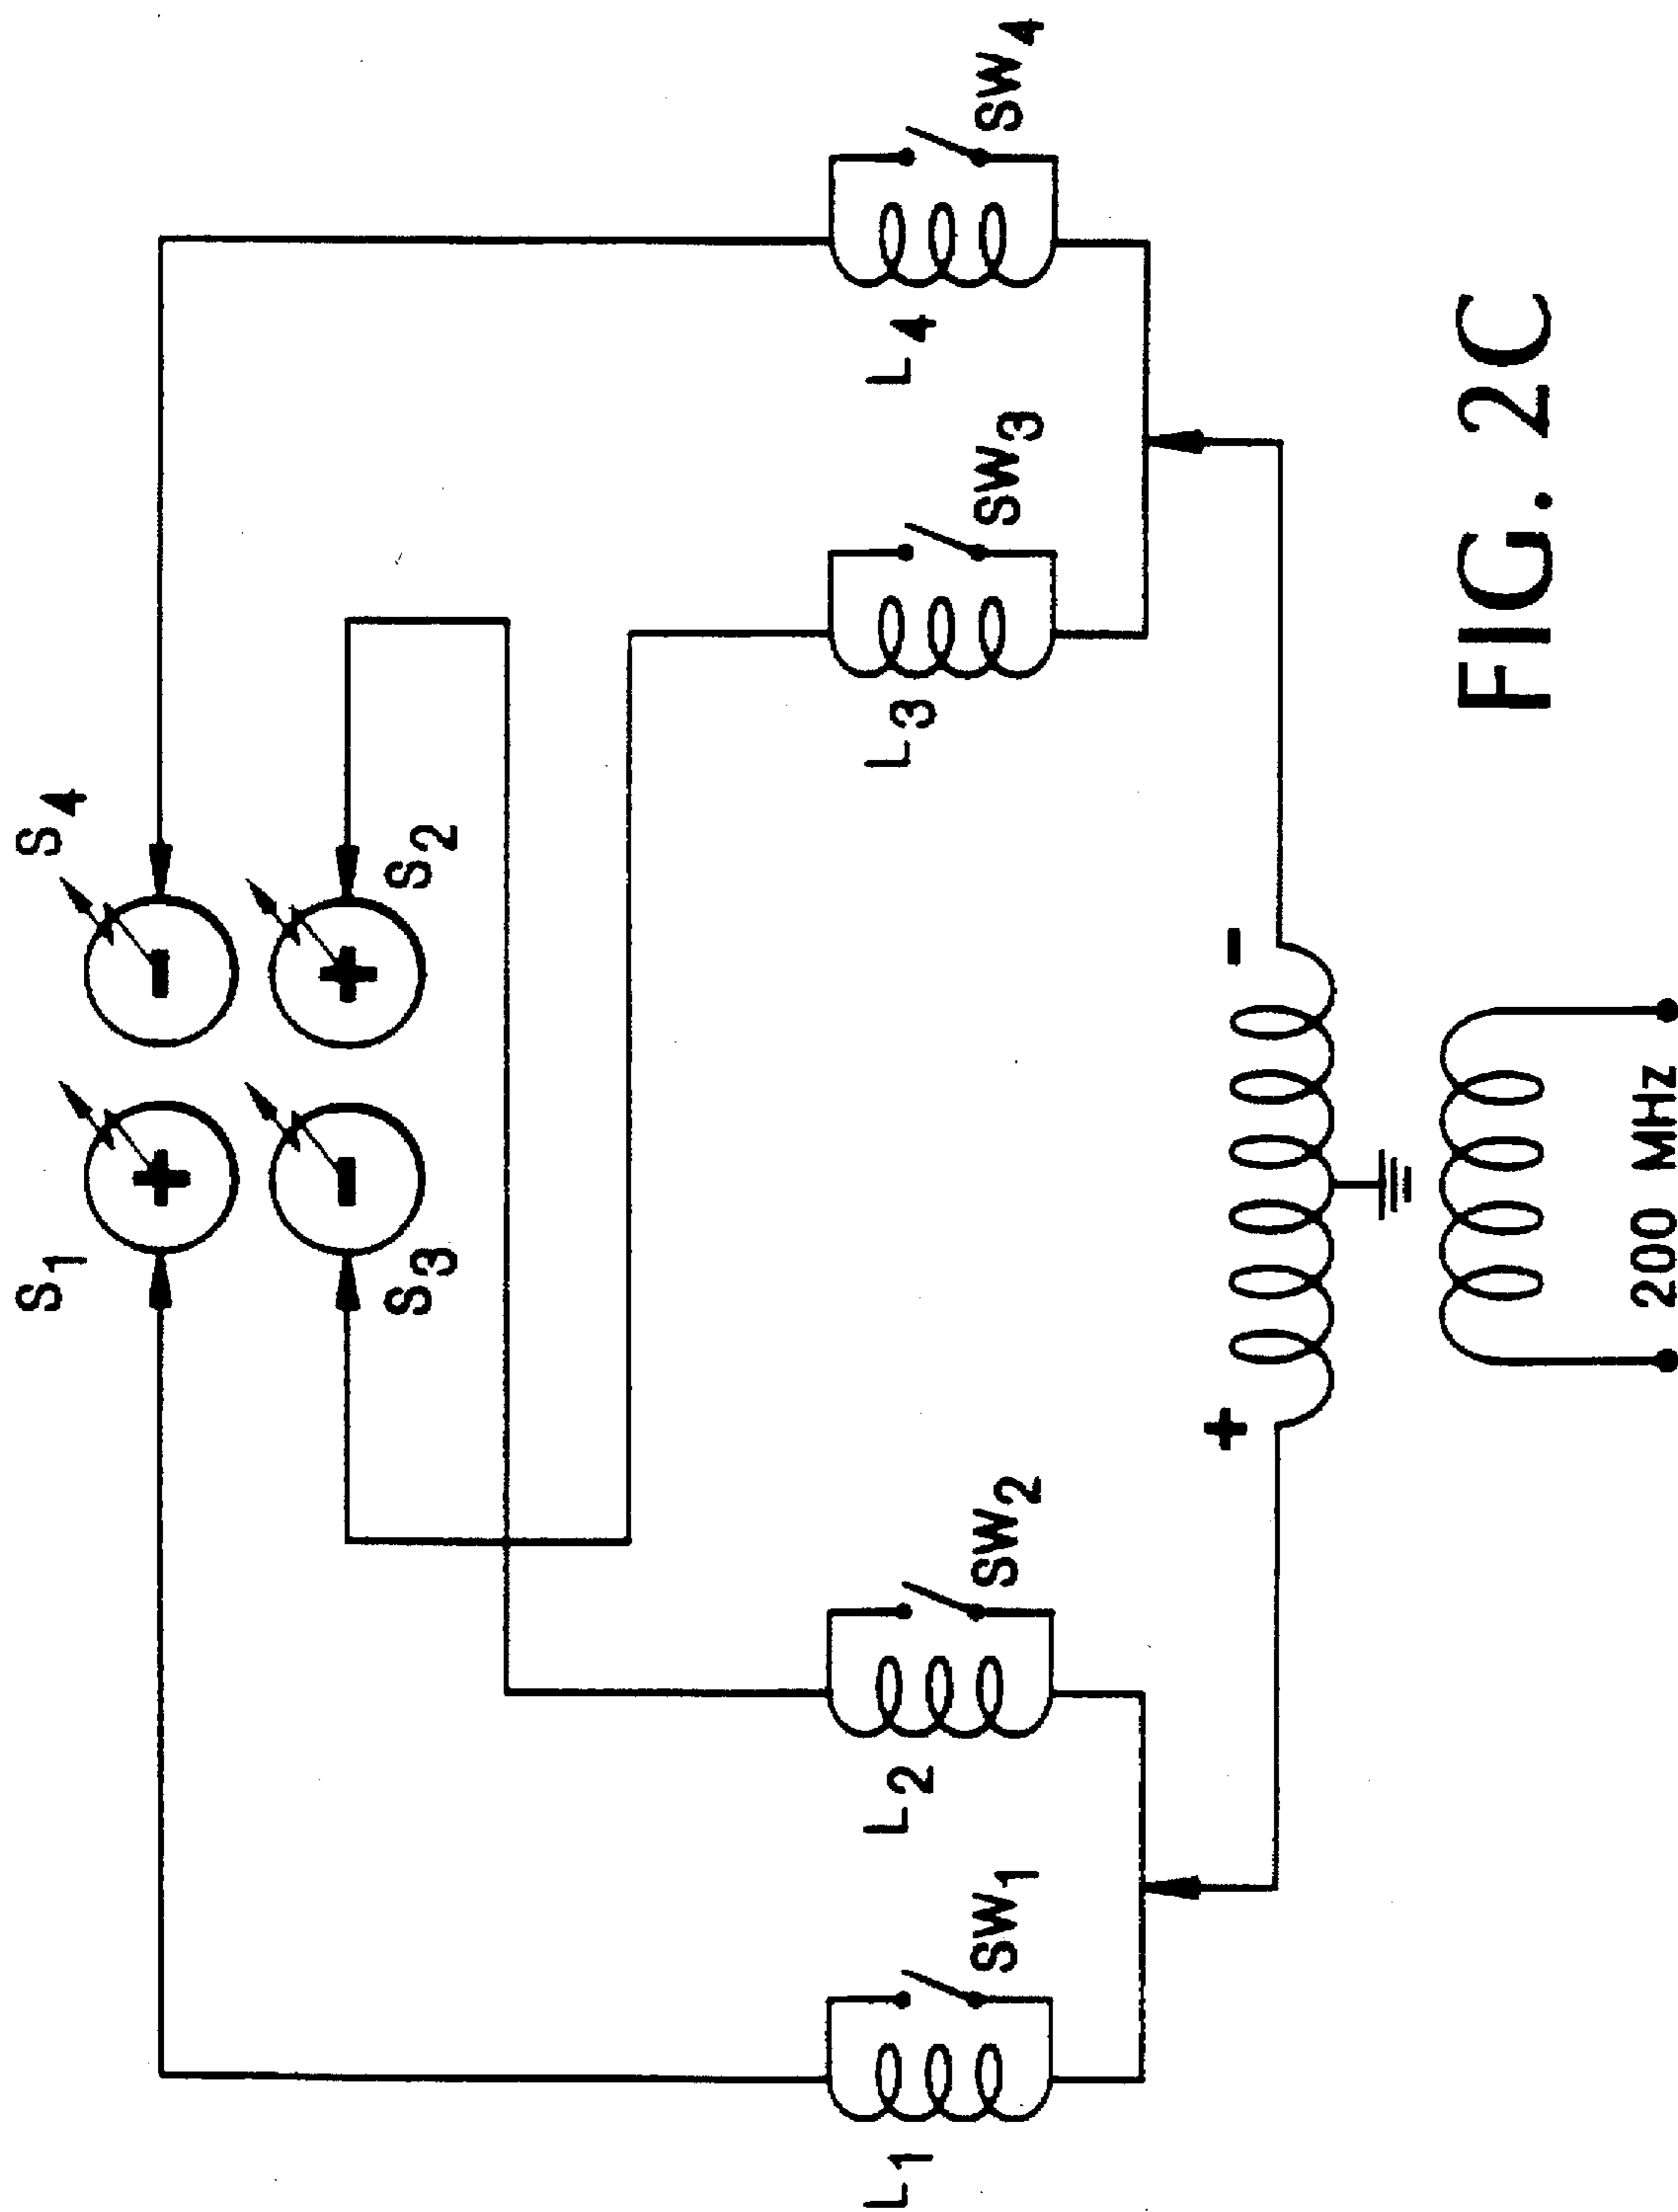 S1
S4
S3
S2
+
-
-
+
L1
SW1
L2
SW2
L3
SW3
L4
SW4
+
-
200 MHz
FIG. 2C